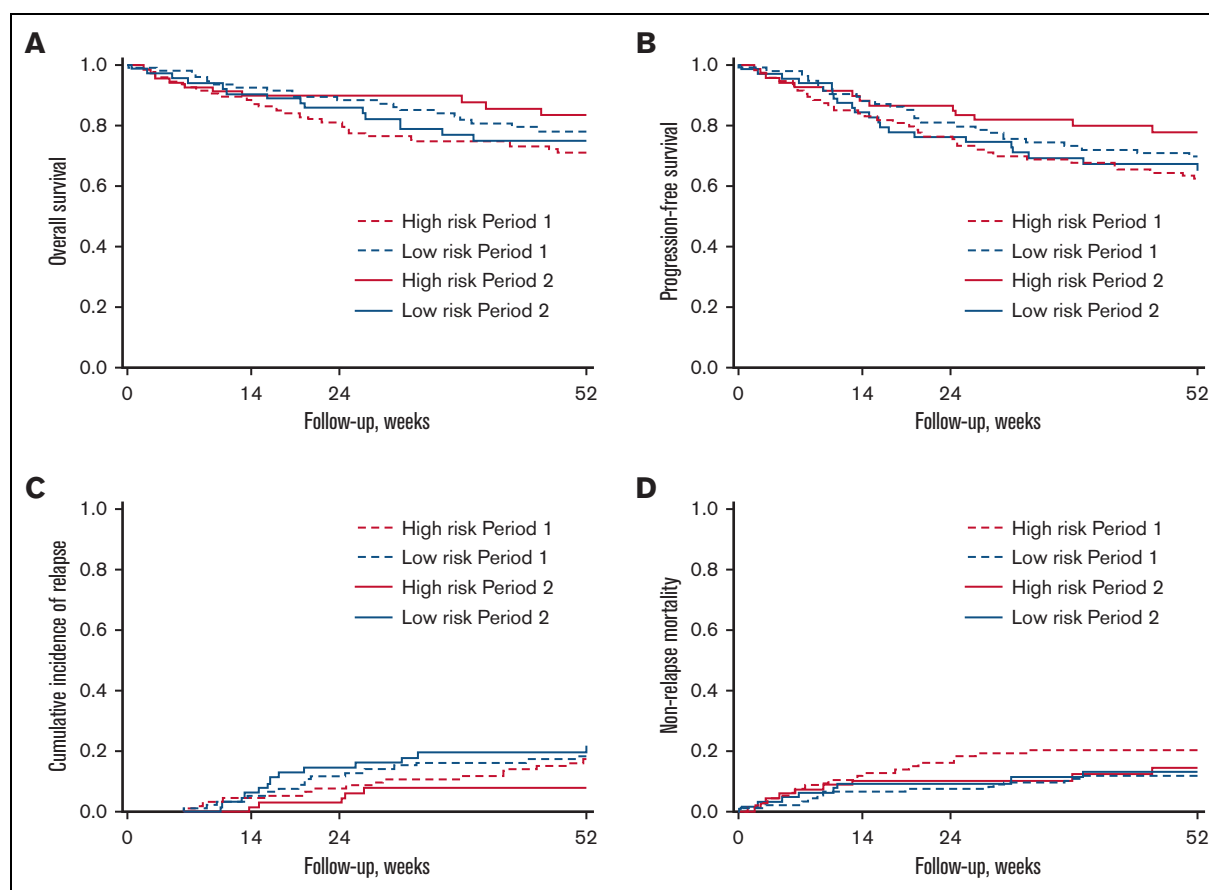 A
Overall survival
1.0
0.8
0.6
0.4
0.2
0.0
High risk Period 1
Low risk Period 1
High risk Period 2
Low risk Period 2
0 14 24 52
Follow-up, weeks
B
Progression-free survival
1.0
0.8
0.6
0.4
0.2
0.0
High risk Period 1
Low risk Period 1
High risk Period 2
Low risk Period 2
0 14 24 52
Follow-up, weeks
C
Cumulative incidence of relapse
1.0
0.8
0.6
0.4
0.2
0.0
High risk Period 1
Low risk Period 1
High risk Period 2
Low risk Period 2
0 14 24 52
Follow-up, weeks
D
Non-relapse mortality
1.0
0.8
0.6
0.4
0.2
0.0
High risk Period 1
Low risk Period 1
High risk Period 2
Low risk Period 2
0 14 24 52
Follow-up, weeks